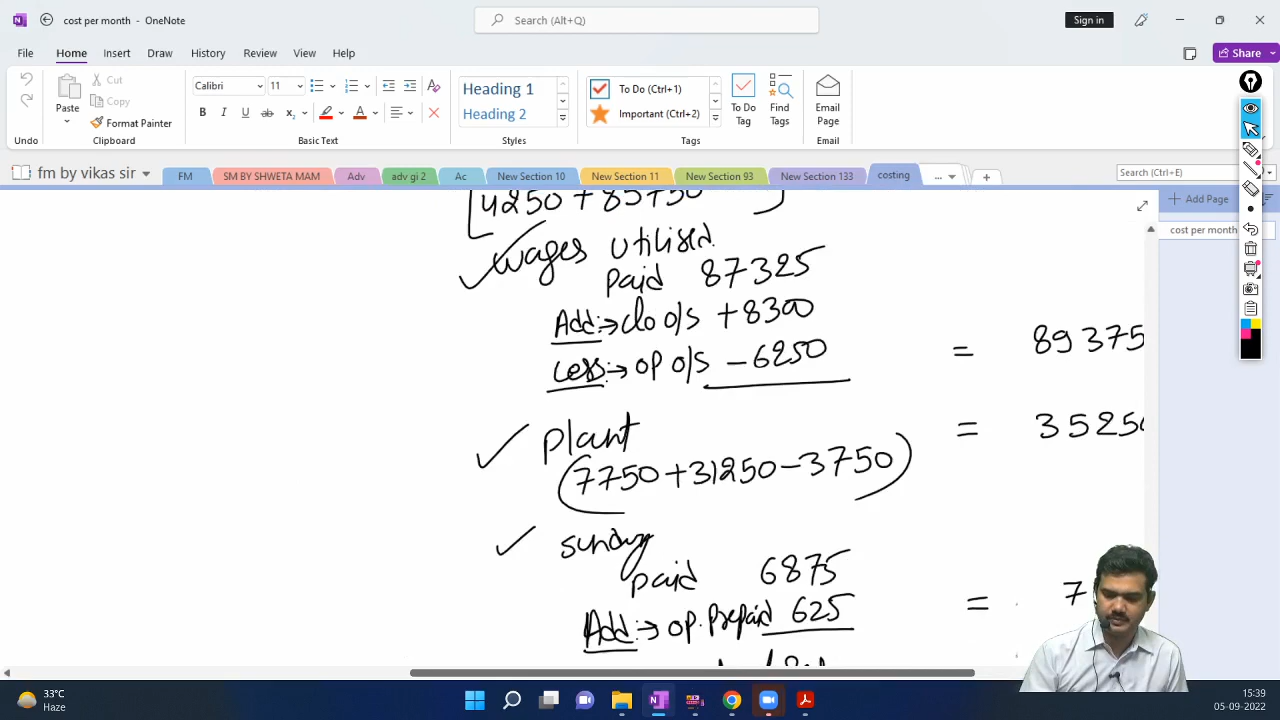 cost per month - OneNote
Search (Alt+Q)
Sign in
File Home Insert Draw History Review View Help
Share
Paste
Cut
Copy
Format Painter
Calibri 11
B I U ab x₂ A
Heading 1
Heading 2
To Do (Ctrl+1)
Important (Ctrl+2)
To Do Tag
Find Tags
Email Page
Undo Clipboard Basic Text Styles Tags Email
fm by vikas sir
FM SM BY SHWETA MAM Adv adv gi 2 Ac New Section 10 New Section 11 New Section 93 New Section 133 costing ...
Search (Ctrl+E)
Add Page
cost per month
wages utilised
paid 87325
Add:→ clo o/s +8300
Less:→ op o/s -6250 = 89375
plant = 35250
(7750+31250-3750)
sundry
paid 6875
Add:→ op. prepaid 625 = 7
33°C
Haze
15:39
05-09-2022